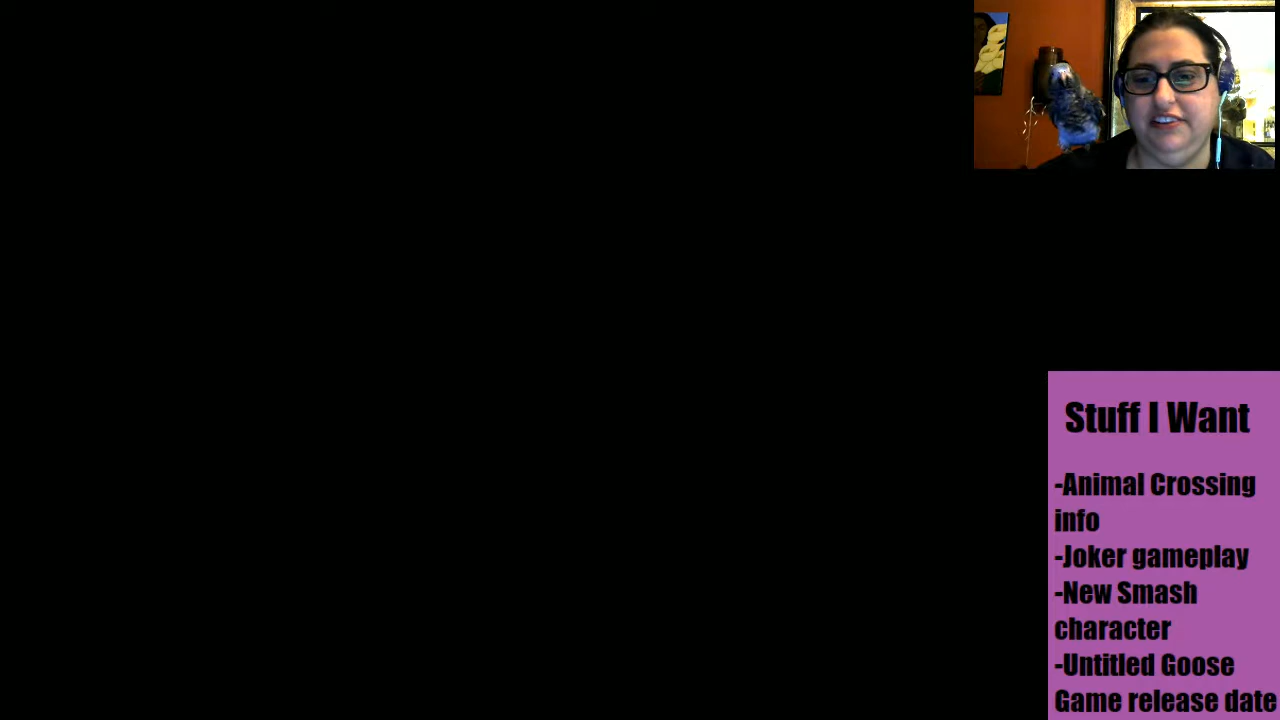 Stuff I Want
-Animal Crossing
info
-Joker gameplay
-New Smash
character
-Untitled Goose
Game release date